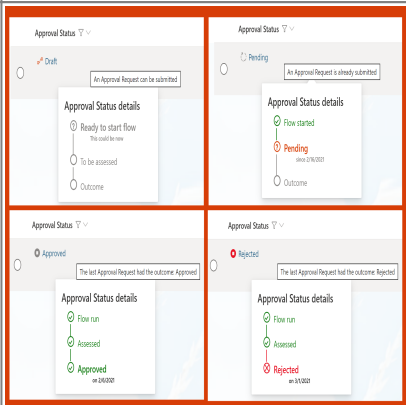 Approval Status
Draft
An Approval Request can be submitted
Approval Status details
Ready to start flow
This could be now
To be assessed
Outcome
Approval Status
Pending
An Approval Request is already submitted
Approval Status details
Flow started
Pending
since 2/16/2021
Outcome
Approval Status
Approved
The last Approval Request had the outcome: Approved
Approval Status details
Flow run
Assessed
Approved
on 2/6/2021
Approval Status
Rejected
The last Approval Request had the outcome: Rejected
Approval Status details
Flow run
Assessed
Rejected
on 3/1/2021